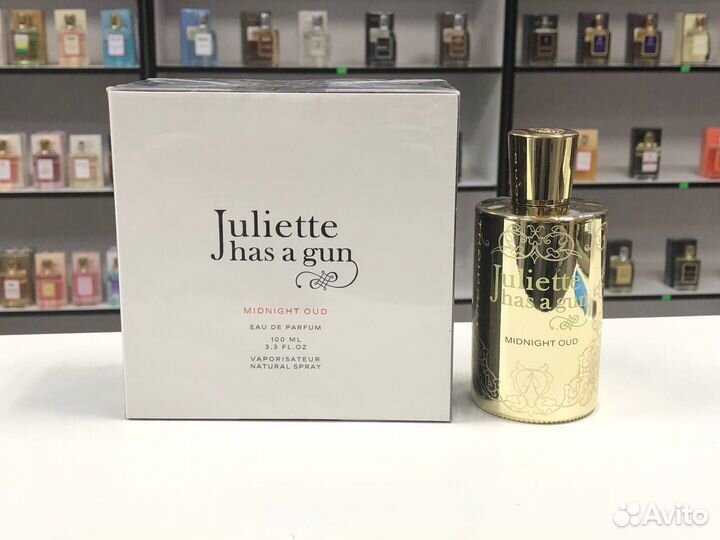 Juliette
has a gun
MIDNIGHT OUD
EAU DE PARFUM
100 ML
3.3 FL.OZ
VAPORISATEUR
NATURAL SPRAY
Juliette
has a gun
MIDNIGHT OUD
Avito